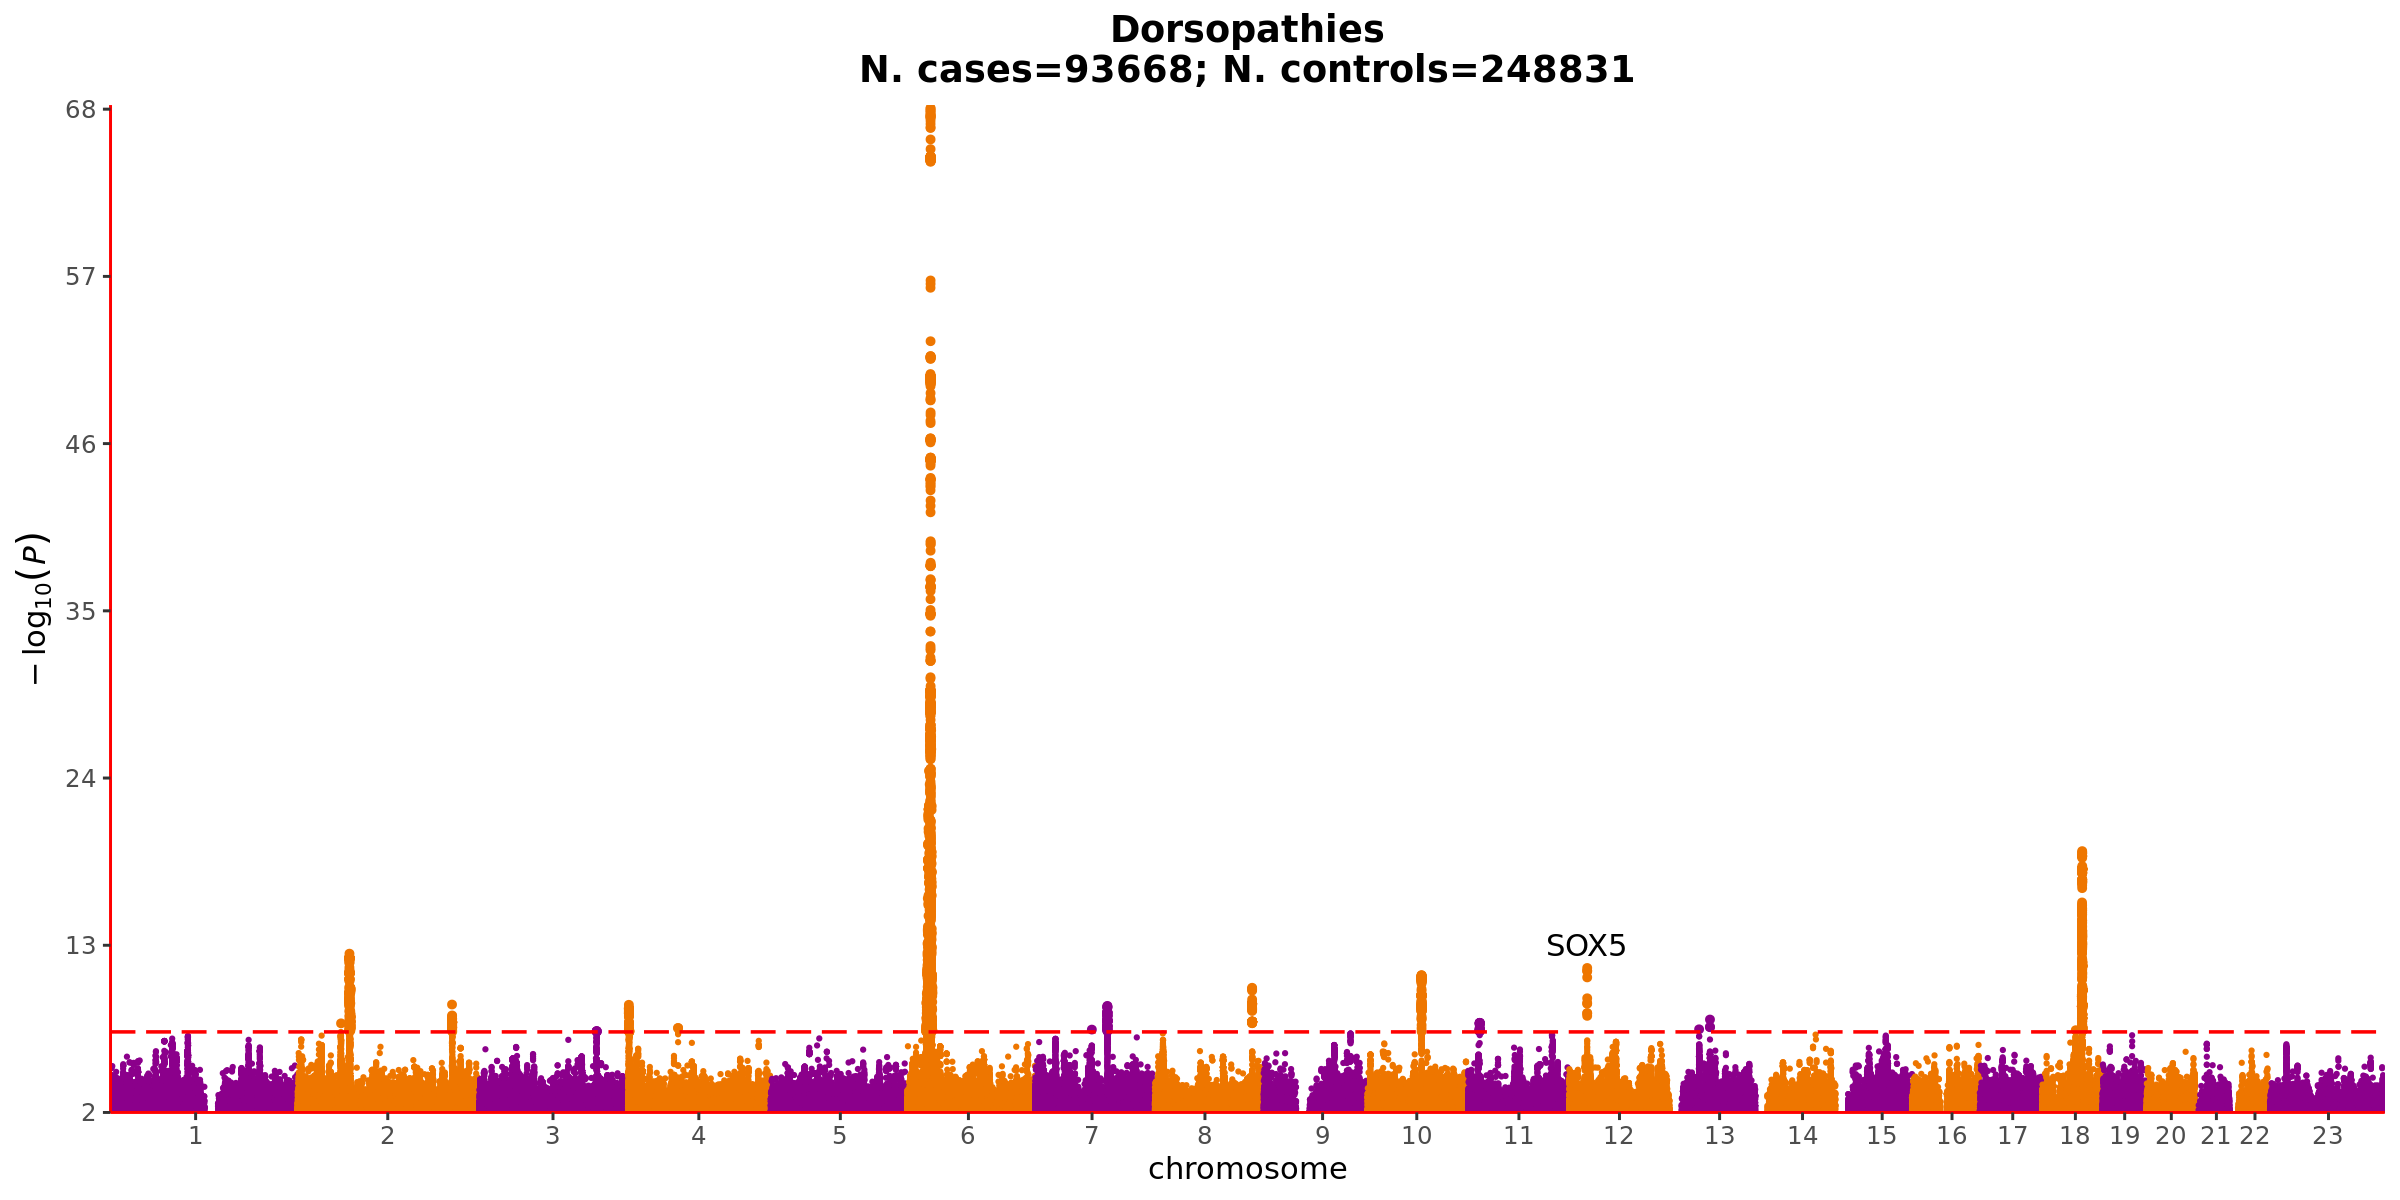 Dorsopathies
N. cases=93668; N. controls=248831
68
57
46
35
24
13
2
−log10(P)
SOX5
1 2 3 4 5 6 7 8 9 10 11 12 13 14 15 16 17 18 19 20 21 22 23
chromosome